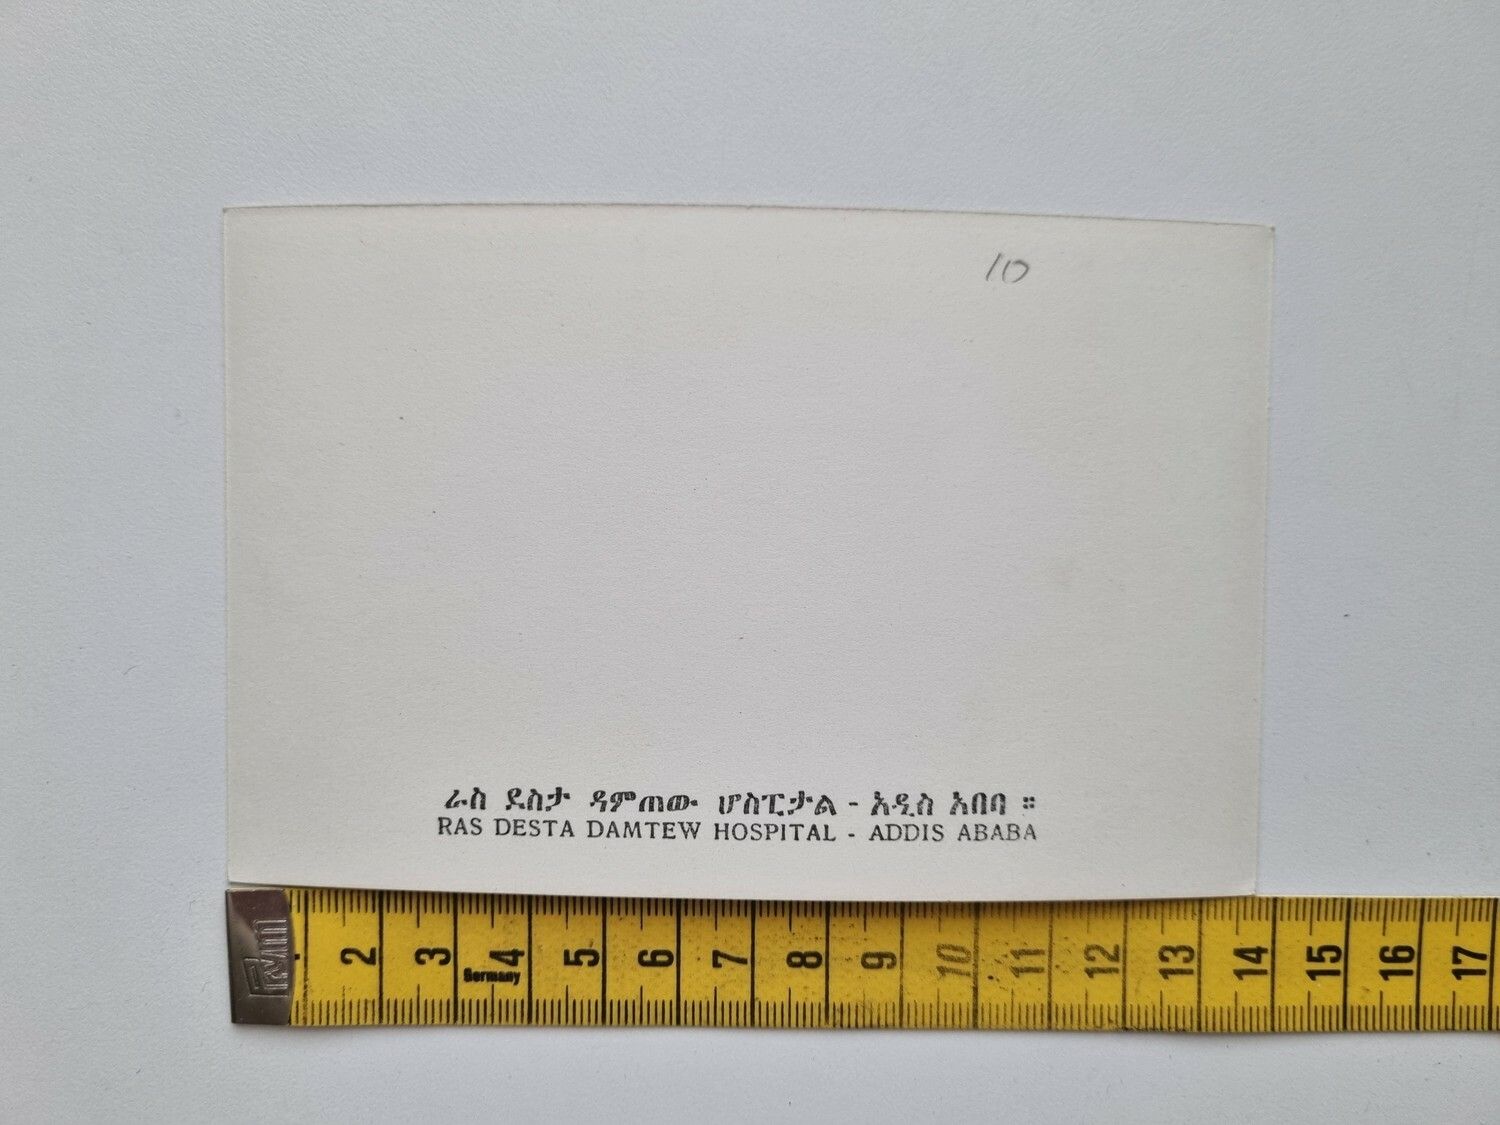 10
ራስ ደስታ ዳምጠው ሆስፒታል - አዲስ አበባ ።
RAS DESTA DAMTEW HOSPITAL - ADDIS ABABA
2 3 4 5 6 7 8 9 10 11 12 13 14 15 16 17
Germany